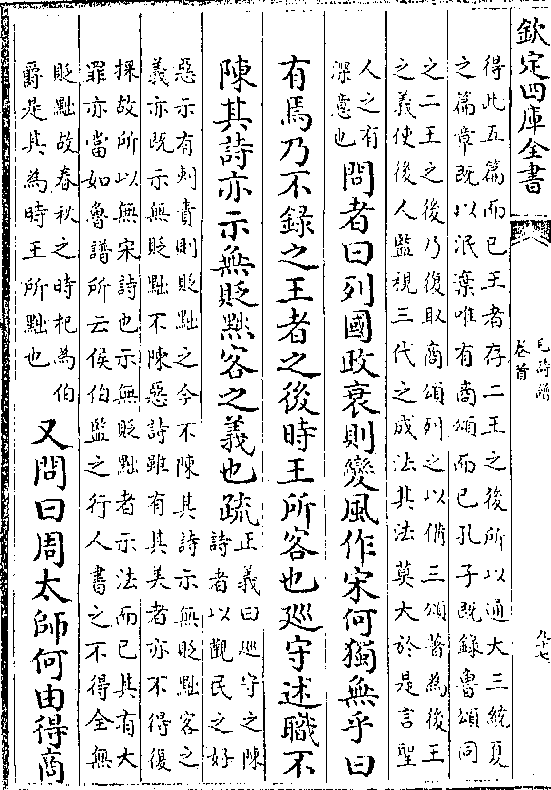 欽定四庫全書
毛詩譜
卷首
九十七
得此五篇而已王者存二王之後所以通大三統夏
之篇章既以泯棄唯有商頌而已孔子既錄魯頌同
之二王之後乃復取商頌列之以備三頌著為後王
之義使後人監視三代之成法其法莫大於是言聖
人之有
深意也
問者曰列國政衰則變風作宋何獨無乎曰
有焉乃不錄之王者之後時王所客也廵守述職不
陳其詩亦示無貶黜客之義也疏
正義曰廵守之陳
詩者以觀民之好
惡示有刺責則貶黜之今不陳其詩示無貶黜客之
義亦既示無貶黜不陳惡詩雖有其美者亦不得復
採故所以無宋詩也示無貶黜者示法而已其有大
罪亦當如魯譜所云侯伯監之行人書之不得全無
貶黜故春秋之時杞為伯
爵是其為時王所黜也
又問曰周太師何由得商